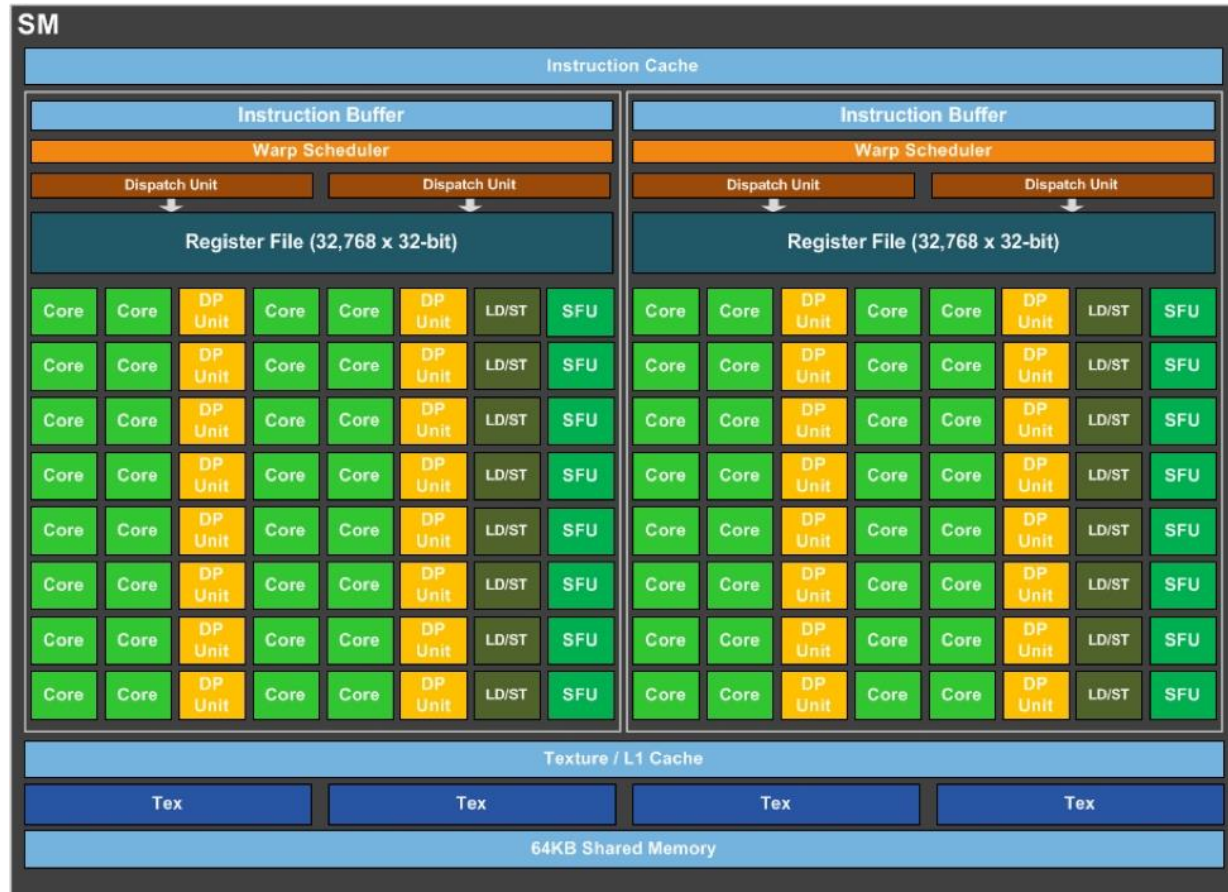 SM
Instruction Cache
Instruction Buffer
Warp Scheduler
Dispatch Unit Dispatch Unit
Register File (32,768 x 32-bit)
Core Core DP Unit Core Core DP Unit LD/ST SFU
Core Core DP Unit Core Core DP Unit LD/ST SFU
Core Core DP Unit Core Core DP Unit LD/ST SFU
Core Core DP Unit Core Core DP Unit LD/ST SFU
Core Core DP Unit Core Core DP Unit LD/ST SFU
Core Core DP Unit Core Core DP Unit LD/ST SFU
Core Core DP Unit Core Core DP Unit LD/ST SFU
Core Core DP Unit Core Core DP Unit LD/ST SFU
Instruction Buffer
Warp Scheduler
Dispatch Unit Dispatch Unit
Register File (32,768 x 32-bit)
Core Core DP Unit Core Core DP Unit LD/ST SFU
Core Core DP Unit Core Core DP Unit LD/ST SFU
Core Core DP Unit Core Core DP Unit LD/ST SFU
Core Core DP Unit Core Core DP Unit LD/ST SFU
Core Core DP Unit Core Core DP Unit LD/ST SFU
Core Core DP Unit Core Core DP Unit LD/ST SFU
Core Core DP Unit Core Core DP Unit LD/ST SFU
Core Core DP Unit Core Core DP Unit LD/ST SFU
Texture / L1 Cache
Tex Tex Tex Tex
64KB Shared Memory